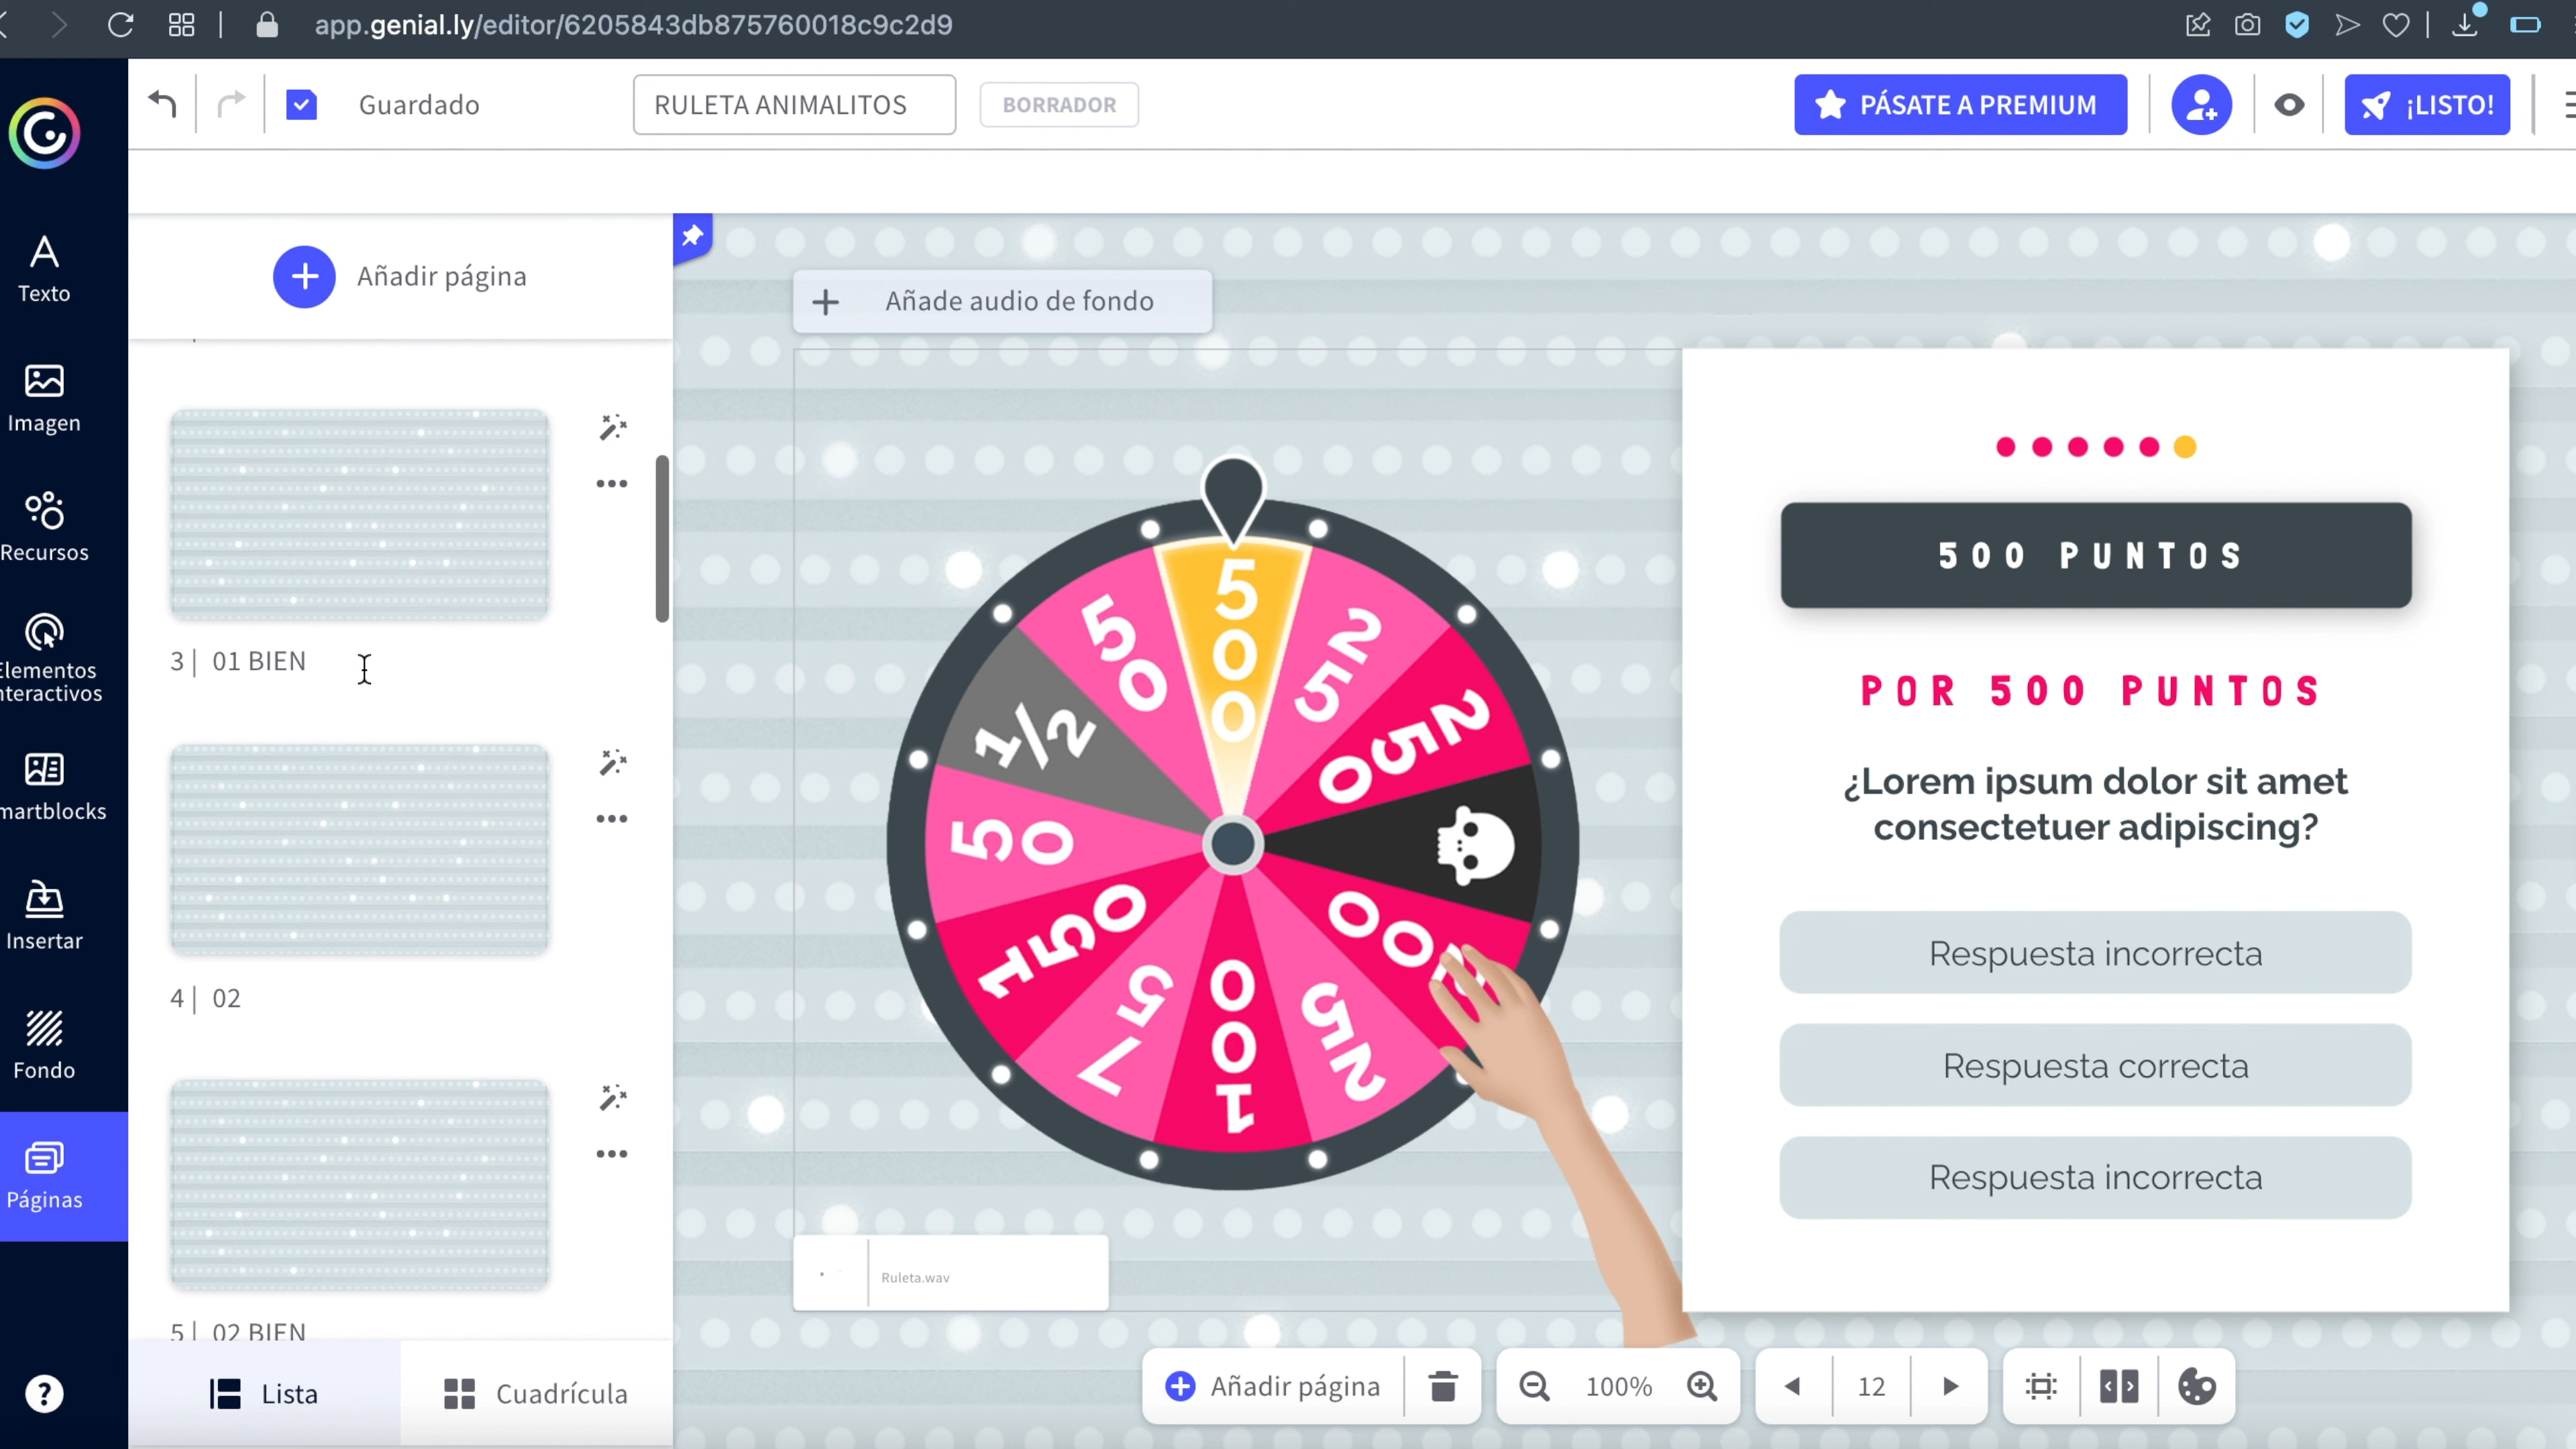 app.genial.ly/editor/6205843db875760018c9c2d9
Guardado
RULETA ANIMALITOS
BORRADOR
PÁSATE A PREMIUM
¡LISTO!
Texto
Imagen
Recursos
Elementos
nteractivos
martblocks
Insertar
Fondo
Páginas
?
Añadir página
3| 01 BIEN
4| 02
5| 02 BIEN
Lista
Cuadrícula
Añade audio de fondo
500
25
250
200
25
100
75
150
50
1/2
50
Ruleta.wav
500 PUNTOS
POR 500 PUNTOS
¿Lorem ipsum dolor sit amet
consectetuer adipiscing?
Respuesta incorrecta
Respuesta correcta
Respuesta incorrecta
Añadir página
100%
12